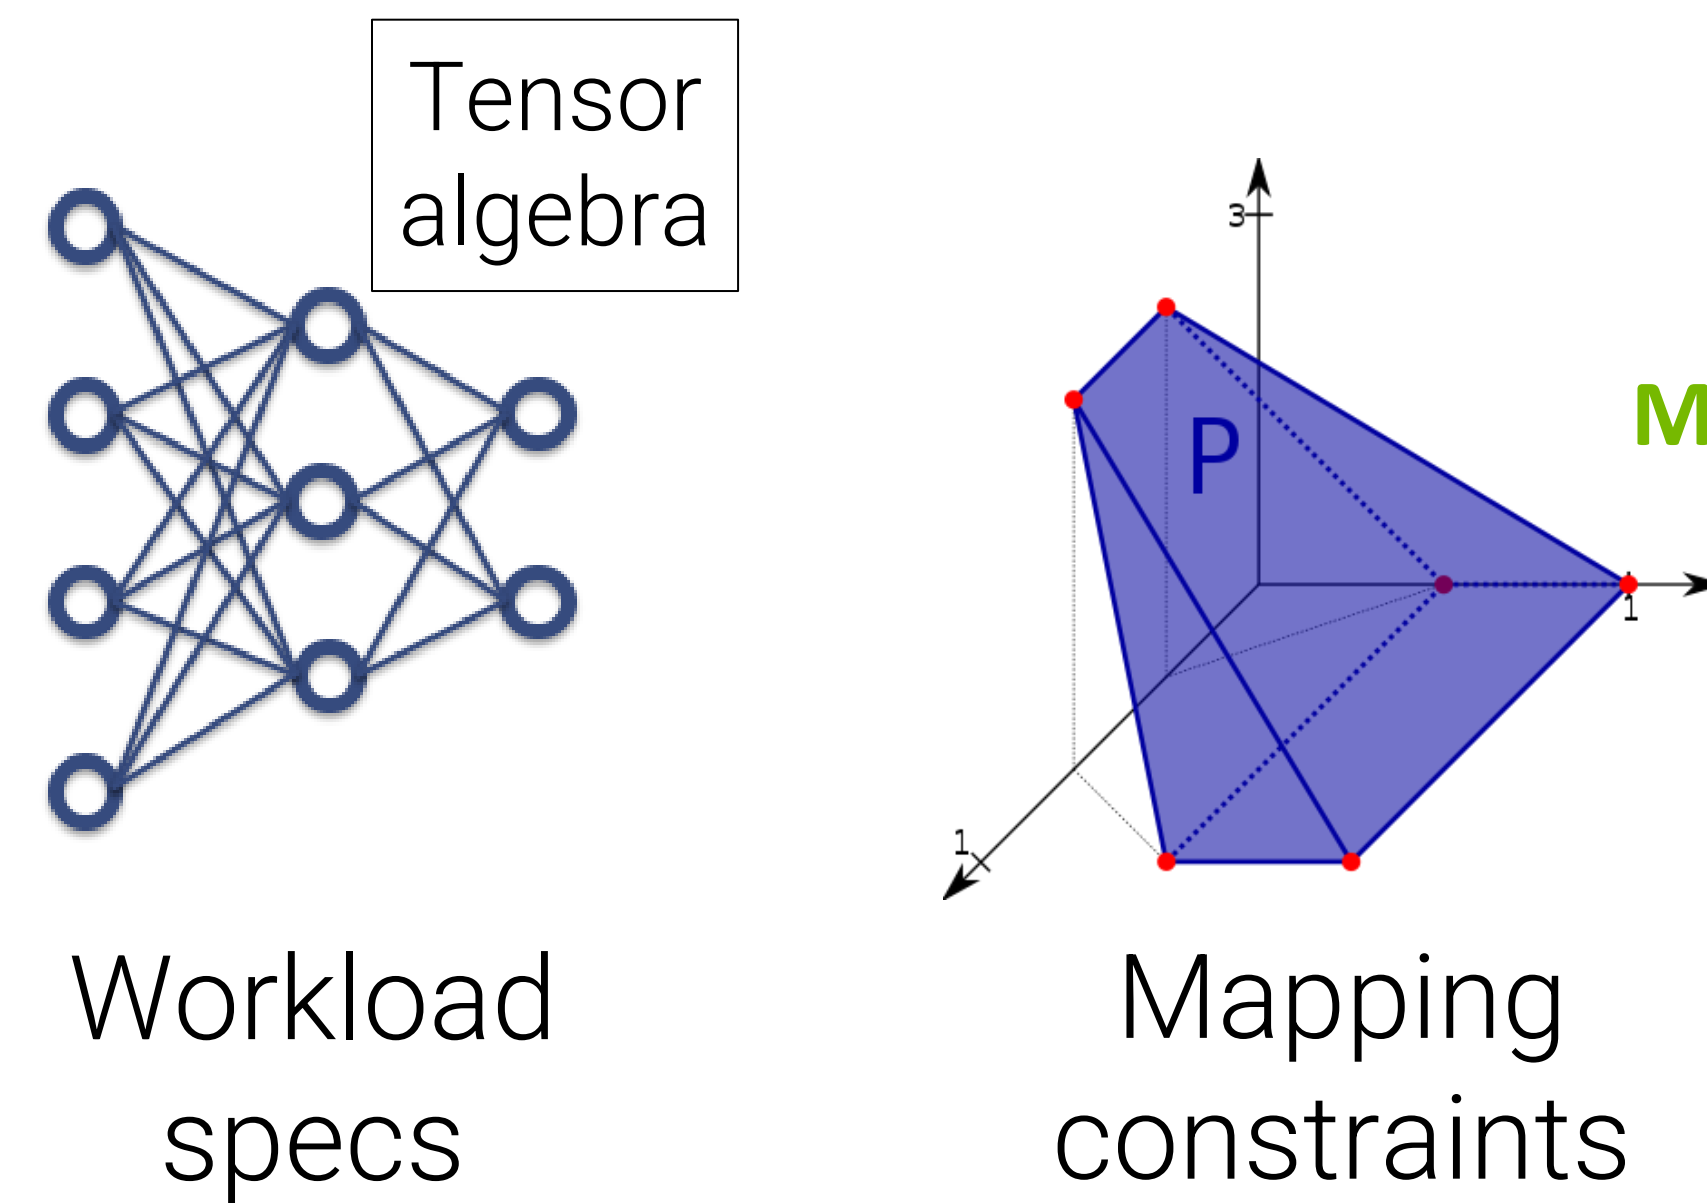 Tensor
algebra
3
P
M
1
1
Workload
specs
Mapping
constraints